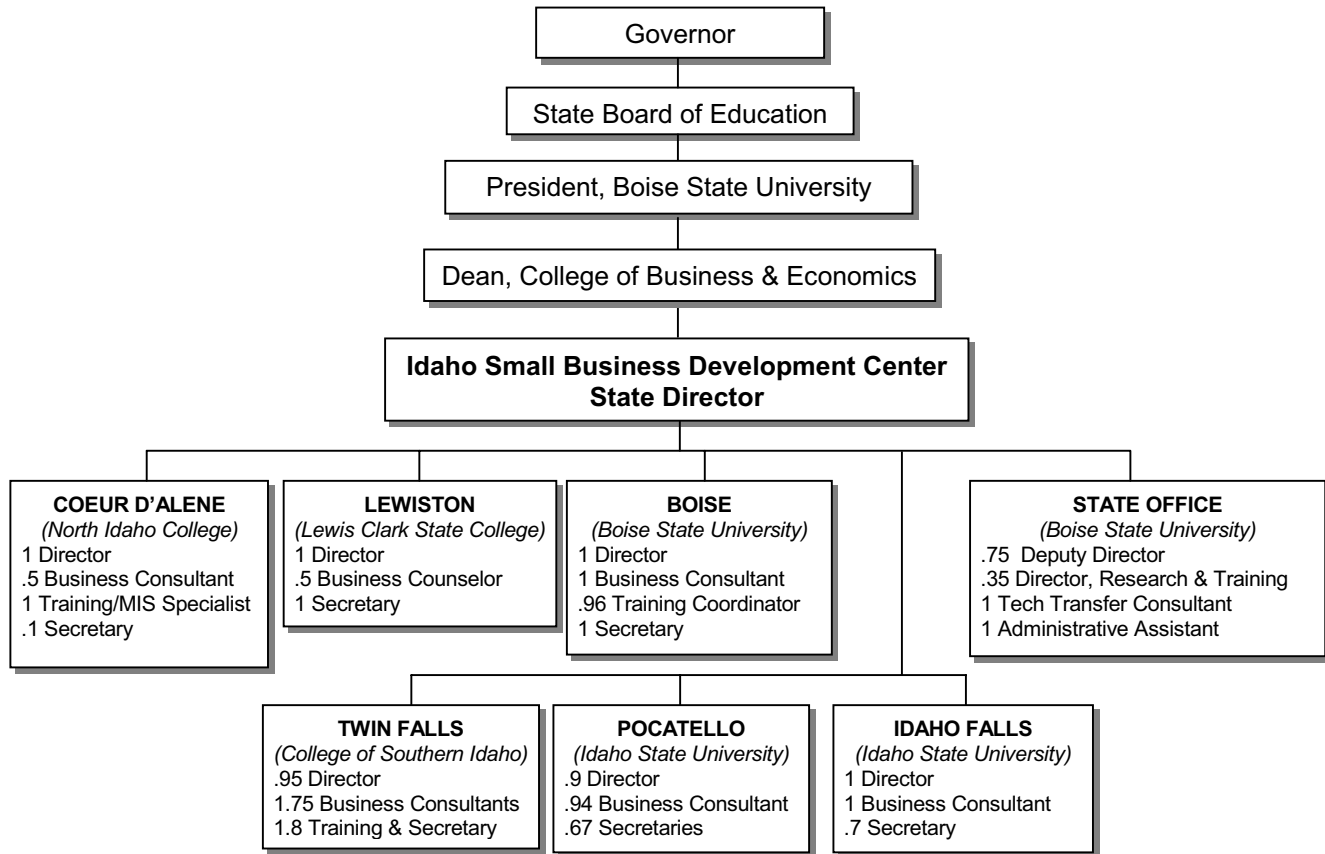 Governor
State Board of Education
President, Boise State University
Dean, College of Business & Economics
Idaho Small Business Development Center
State Director
COEUR D’ALENE
(North Idaho College)
1 Director
.5 Business Consultant
1 Training/MIS Specialist
.1 Secretary
LEWISTON
(Lewis Clark State College)
1 Director
.5 Business Counselor
1 Secretary
BOISE
(Boise State University)
1 Director
1 Business Consultant
.96 Training Coordinator
1 Secretary
STATE OFFICE
(Boise State University)
.75 Deputy Director
.35 Director, Research & Training
1 Tech Transfer Consultant
1 Administrative Assistant
TWIN FALLS
(College of Southern Idaho)
.95 Director
1.75 Business Consultants
1.8 Training & Secretary
POCATELLO
(Idaho State University)
.9 Director
.94 Business Consultant
.67 Secretaries
IDAHO FALLS
(Idaho State University)
1 Director
1 Business Consultant
.7 Secretary